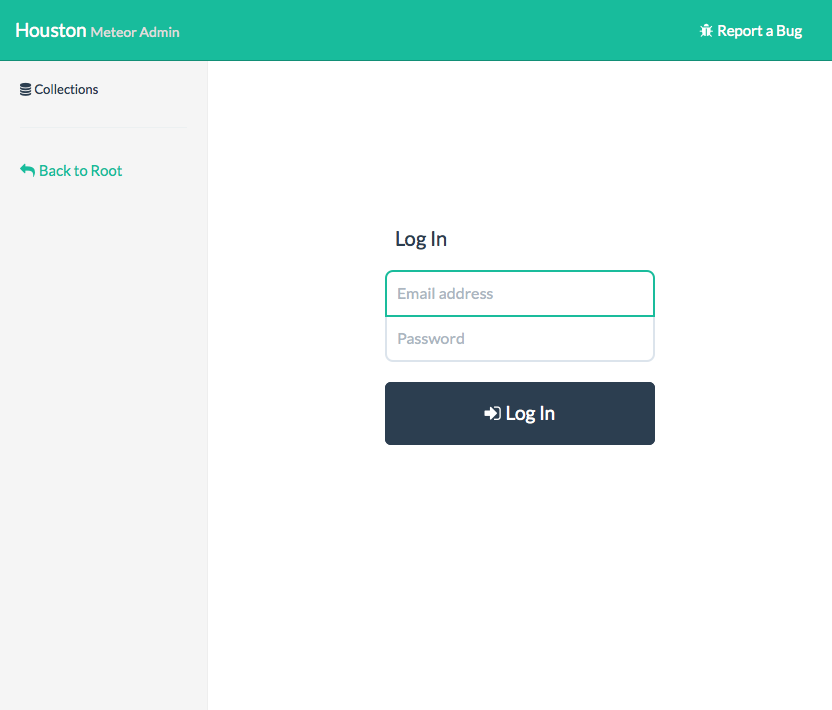 Houston Meteor Admin
Report a Bug
Collections
Back to Root
Log In
Email address
Password
Log In